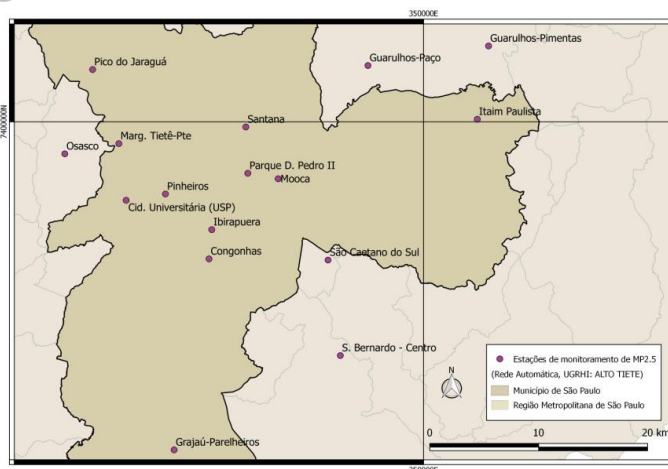 350000E
Guarulhos-Pimentas
Guarulhos-Paço
Pico do Jaraguá
Itaim Paulista
Santana
7400000N
Marg. Tietê-Pte
Osasco
Parque D. Pedro II
Mooca
Pinheiros
Cid. Universitária (USP)
Ibirapuera
Congonhas
São Caetano do Sul
S. Bernardo - Centro
Estações de monitoramento de MP2.5
(Rede Automática, UGRHI: ALTO TIETE)
Município de São Paulo
Região Metropolitana de São Paulo
N
0 10 20 km
Grajaú-Parelheiros
350000E